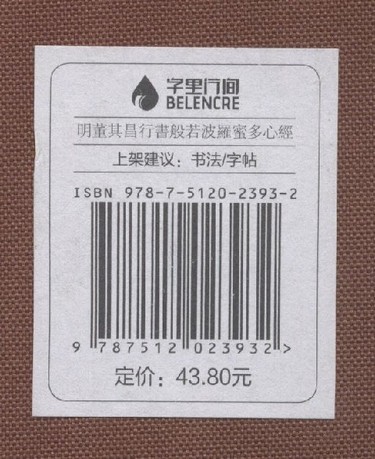 字里行间
BELENCRE
明董其昌行書般若波羅蜜多心經
上架建议：书法/字帖
ISBN 978-7-5120-2393-2
9 787512 023932 >
定价：43.80元